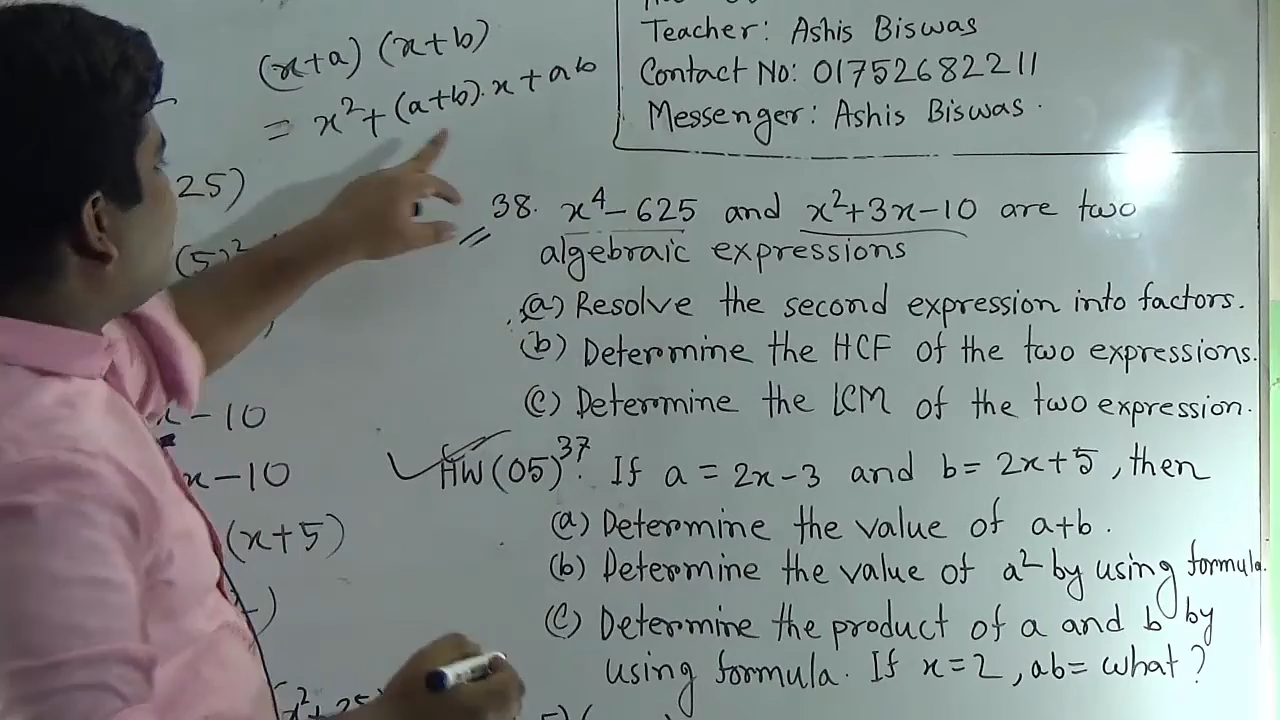 (x+a) (x+b)
= x²+(a+b).x+ab
25)
(5)²
x-10
x-10
(x+5)
x²+25
Teacher: Ashis Biswas
Contact No: 01752682211
Messenger: Ashis Biswas.
38. x⁴-625 and x²+3x-10 are two
algebraic expressions
(a) Resolve the second expression into factors.
(b) Determine the HCF of the two expressions.
(c) Determine the LCM of the two expression.
HW(05)37. If a = 2x-3 and b= 2x+5, then
(a) Determine the value of a+b.
(b) Determine the value of a² by using formula.
(c) Determine the product of a and b by
using formula. If x=2, ab= what?